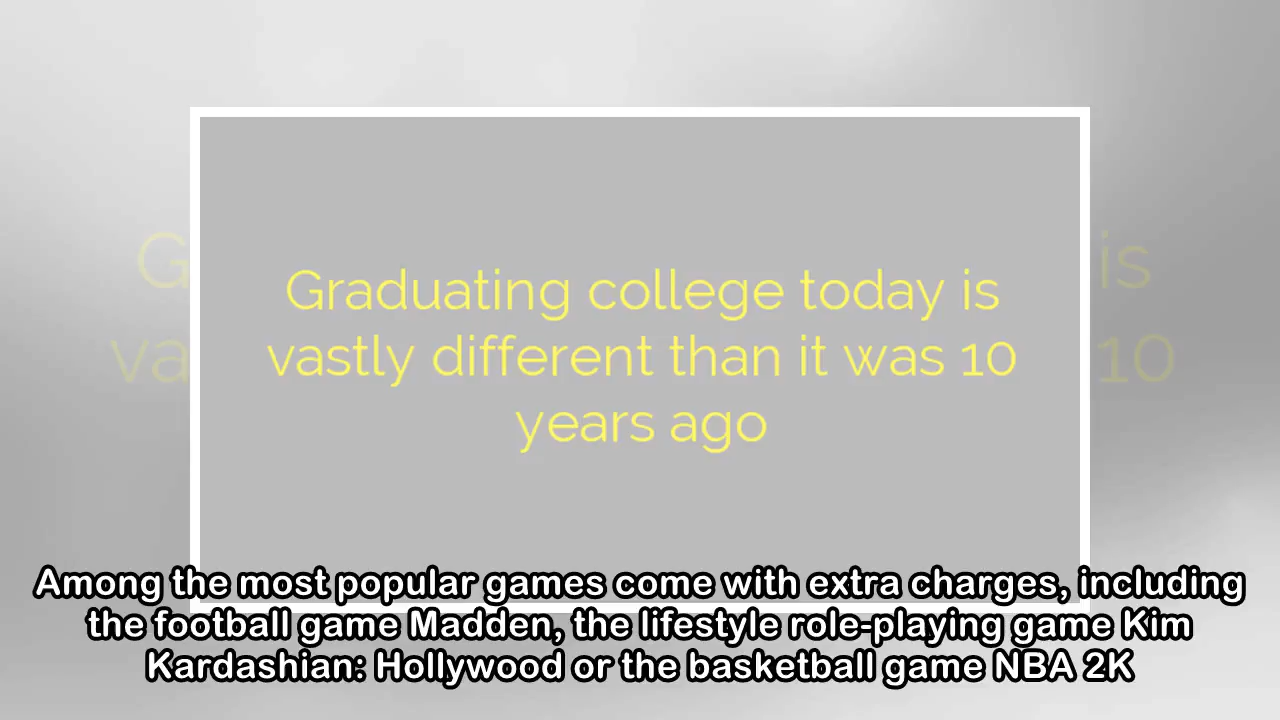 Graduating college today is
vastly different than it was 10
years ago
Among the most popular games come with extra charges, including
the football game Madden, the lifestyle role-playing game Kim
Kardashian: Hollywood or the basketball game NBA 2K